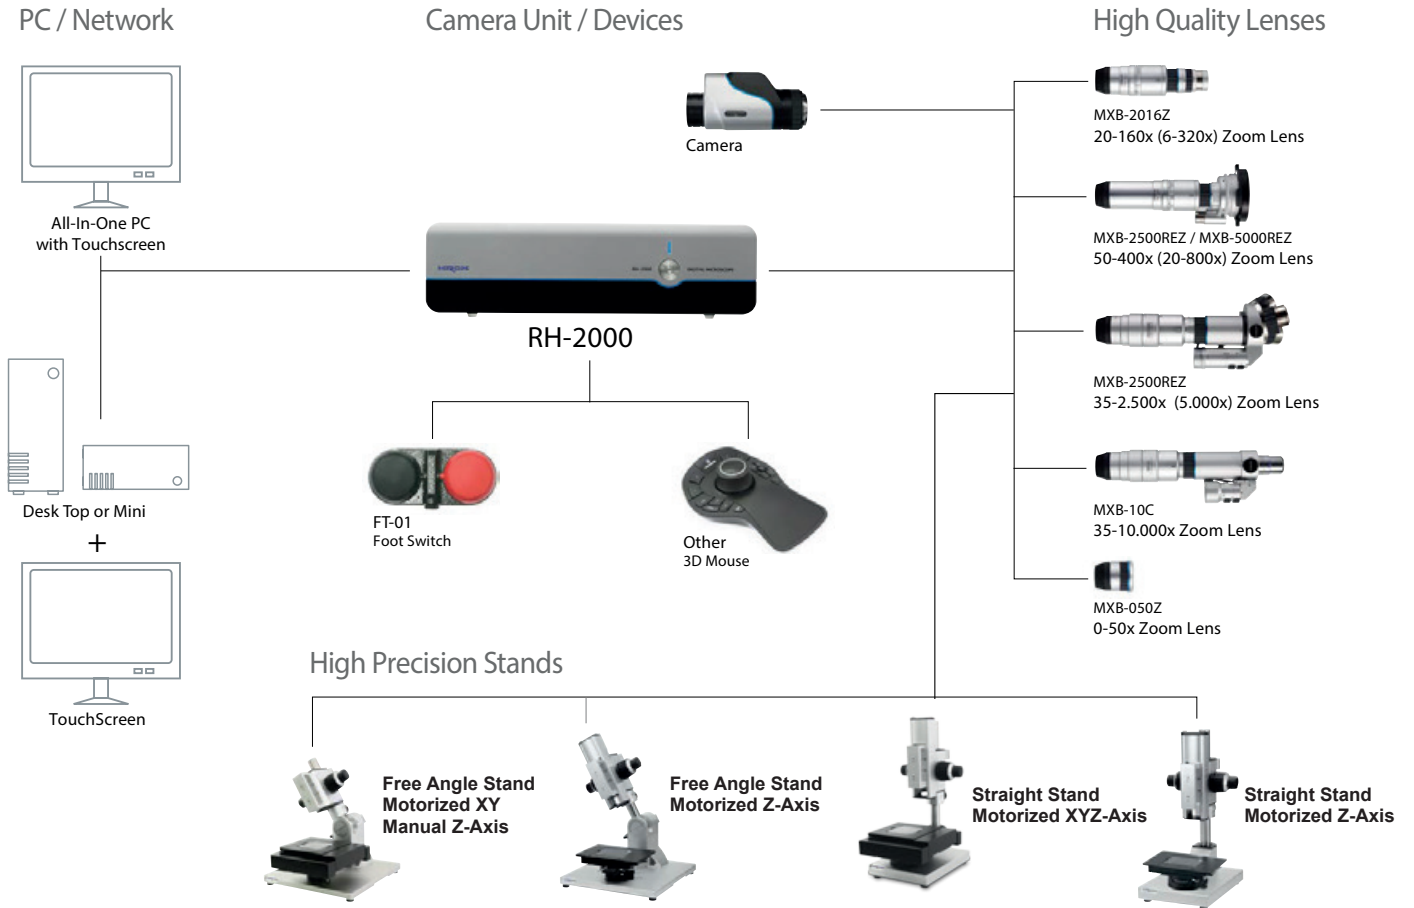 PC / Network
Camera Unit / Devices
High Quality Lenses
Camera
MXB-2016Z
20-160x (6-320x) Zoom Lens
All-In-One PC
with Touchscreen
MXB-2500REZ / MXB-5000REZ
50-400x (20-800x) Zoom Lens
RH-2000
DIGITAL MICROSCOPE
RH-2000
MXB-2500REZ
35-2.500x (5.000x) Zoom Lens
Desk Top or Mini
+
FT-01
Foot Switch
Other
3D Mouse
MXB-10C
35-10.000x Zoom Lens
MXB-050Z
0-50x Zoom Lens
TouchScreen
High Precision Stands
Free Angle Stand
Motorized XY
Manual Z-Axis
Free Angle Stand
Motorized Z-Axis
Straight Stand
Motorized XYZ-Axis
Straight Stand
Motorized Z-Axis